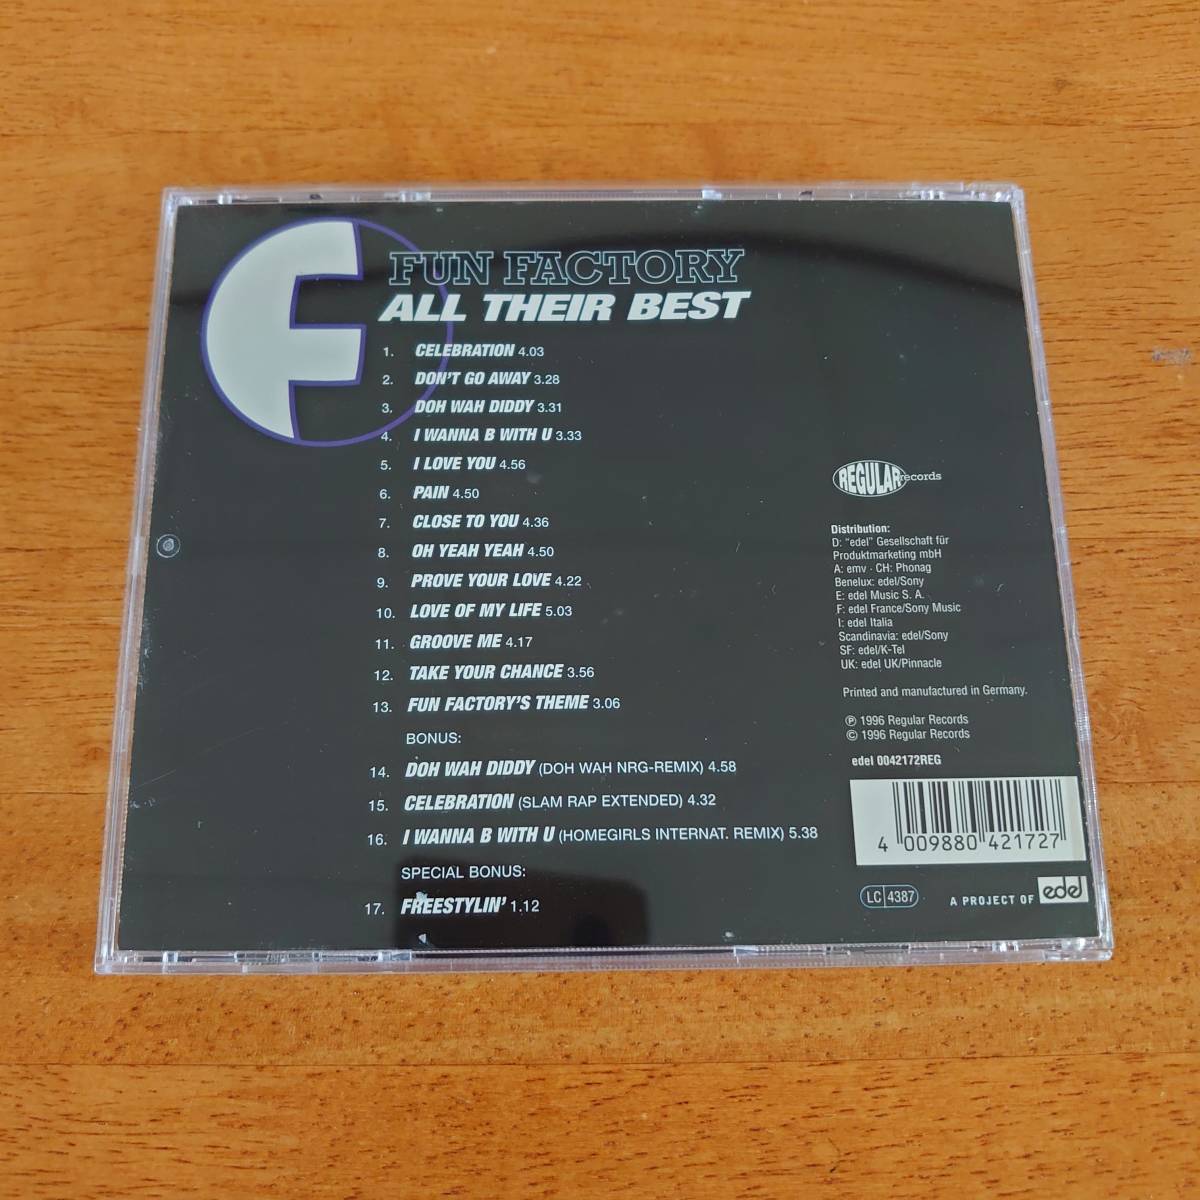 F
FUN FACTORY
ALL THEIR BEST
1. CELEBRATION 4.03
2. DON'T GO AWAY 3.28
3. DOH WAH DIDDY 3.31
4. I WANNA B WITH U 3.33
5. I LOVE YOU 4.56
6. PAIN 4.50
7. CLOSE TO YOU 4.36
8. OH YEAH YEAH 4.50
9. PROVE YOUR LOVE 4.22
10. LOVE OF MY LIFE 5.03
11. GROOVE ME 4.17
12. TAKE YOUR CHANCE 3.56
13. FUN FACTORY'S THEME 3.06
BONUS:
14. DOH WAH DIDDY (DOH WAH NRG-REMIX) 4.58
15. CELEBRATION (SLAM RAP EXTENDED) 4.32
16. I WANNA B WITH U (HOMEGIRLS INTERNAT. REMIX) 5.38
SPECIAL BONUS:
17. FREESTYLIN' 1.12
REGULAR records
Distribution:
D: "edel" Gesellschaft für
Produktmarketing mbH
A: emv · CH: Phonag
Benelux: edel/Sony
E: edel Music S. A.
F: edel France/Sony Music
I: edel Italia
Scandinavia: edel/Sony
SF: edel/K-Tel
UK: edel UK/Pinnacle
Printed and manufactured in Germany.
℗ 1996 Regular Records
© 1996 Regular Records
edel 0042172REG
4 009880 421727
LC 4387
A PROJECT OF edel